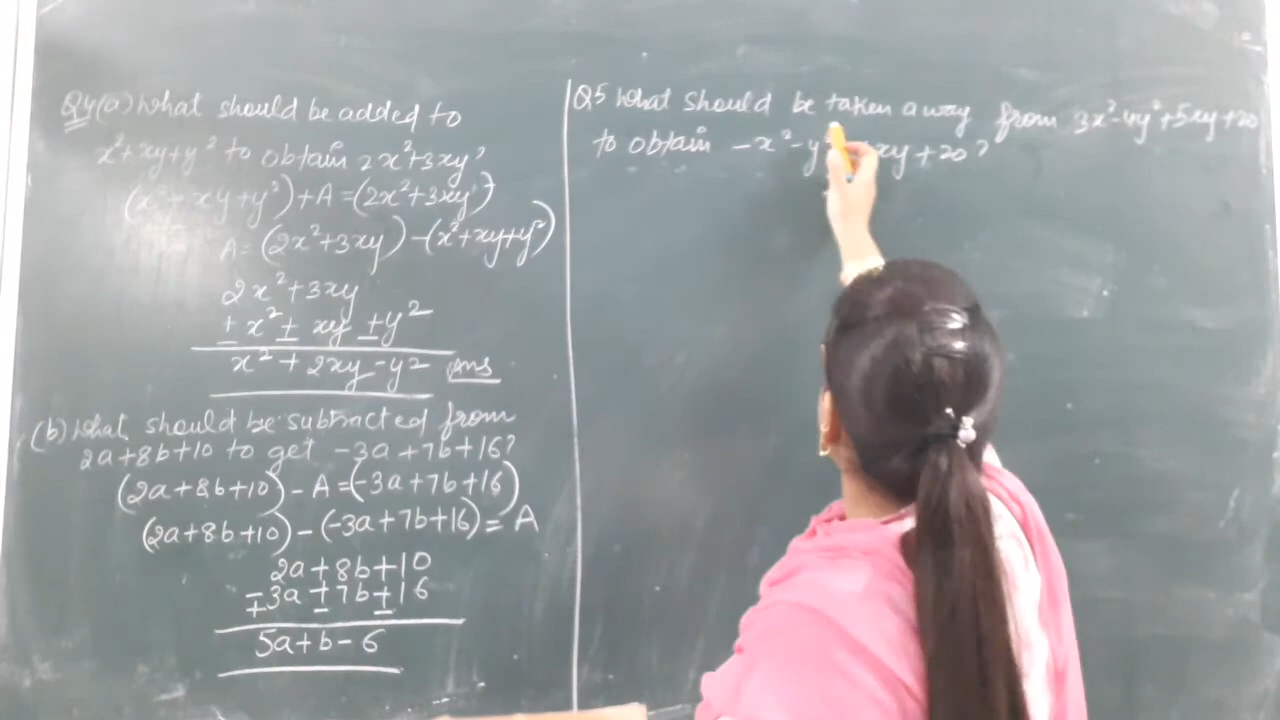 Q4(a) What should be added to
x²+xy+y² to obtain 2x²+3xy?
(x²+xy+y²)+A=(2x²+3xy)
A=(2x²+3xy)-(x²+xy+y²)
2x²+3xy
± x² ± xy ± y²
x²+2xy-y² Ans
(b) What should be subtracted from
2a+8b+10 to get -3a+7b+16?
(2a+8b+10)-A=(-3a+7b+16)
(2a+8b+10)-(-3a+7b+16)=A
2a+8b+10
∓3a±7b±16
5a+b-6
Q5 What should be taken away from 3x²-4y²+5xy+20
to obtain -x²-y² xy+20?